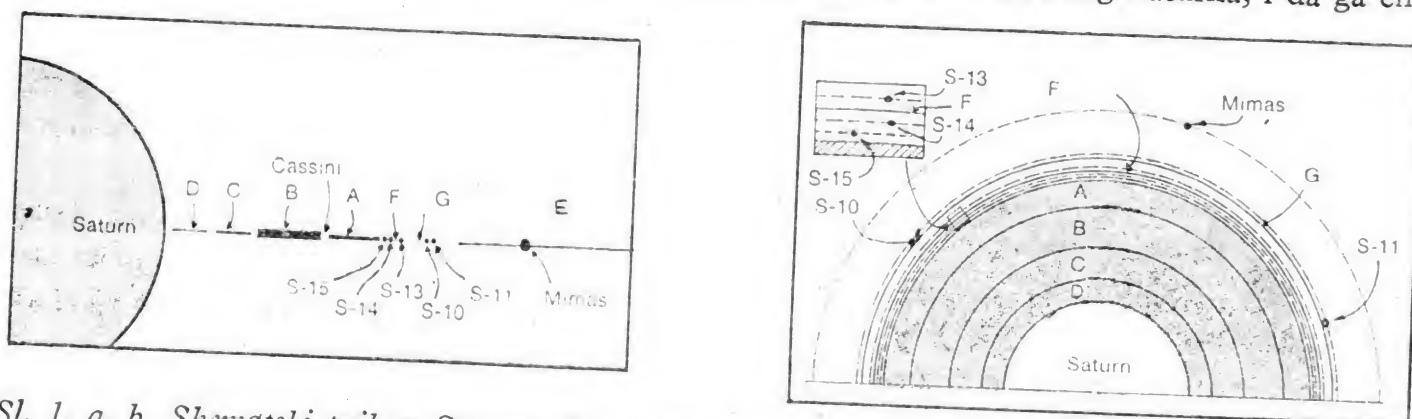 Cassini
D C B A F G E
Saturn
S-15 S-14 S-13 S-10 S-11 Mimas
S-13
F
S-14
S-15
S-10
F
Mimas
G
S-11
A
B
C
D
Saturn
Sl. 1 a, b.